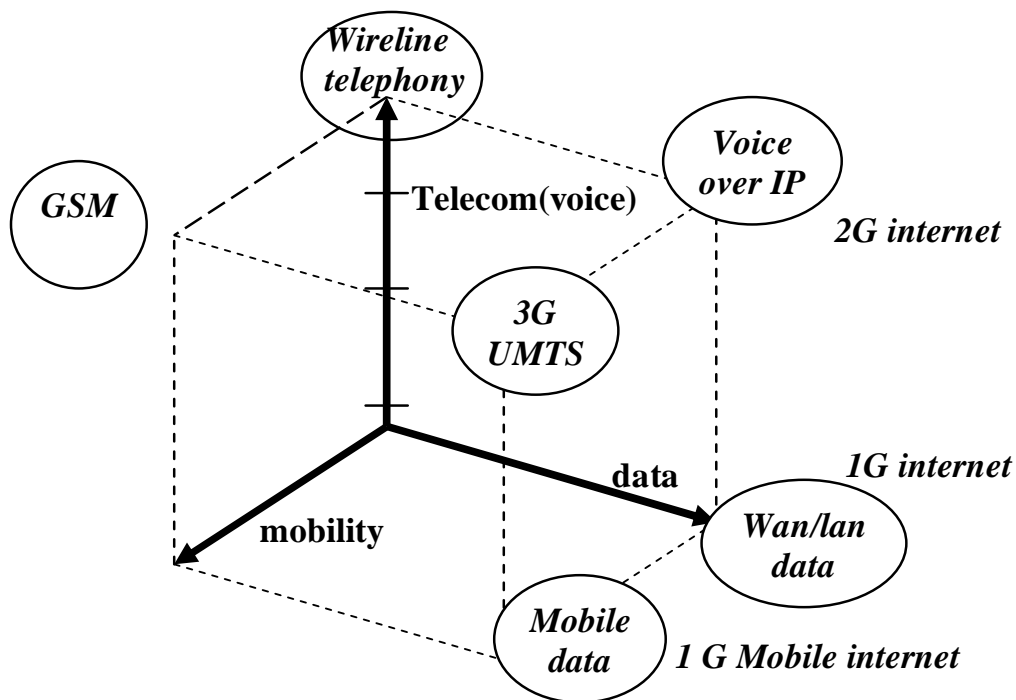 Wireline
telephony
Voice
over IP
GSM
Telecom(voice)
2G internet
3G
UMTS
1G internet
data
mobility
Wan/lan
data
Mobile
data
1 G Mobile internet